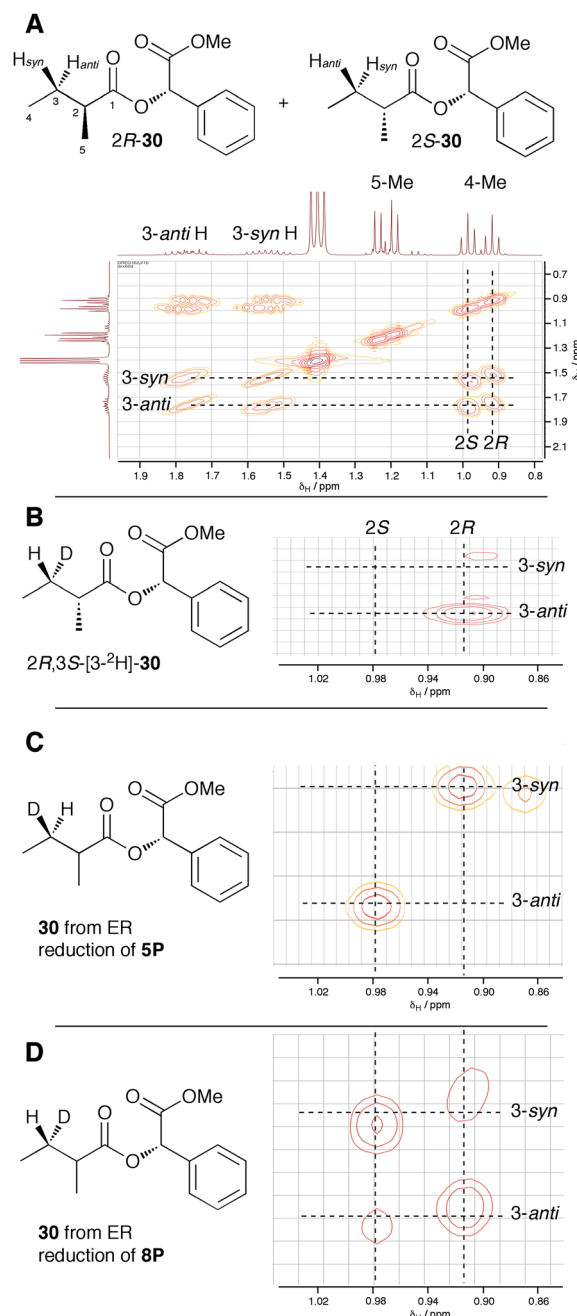 A
OMe
O
Hsyn
Hanti
O
O
3
4
2
1
5
2R-30
+
OMe
O
Hanti
Hsyn
O
O
2S-30
5-Me
4-Me
3-anti H
3-syn H
0.7
0.9
1.1
1.3
1.5
1.7
1.9
2.1
3-syn
3-anti
2S 2R
1.9 1.8 1.7 1.6 1.5 1.4 1.3 1.2 1.1 1.0 0.9 0.8
δH / ppm
B
OMe
O
H D
O
O
2R,3S-[3-²H]-30
2S
2R
3-syn
3-anti
1.02 0.98 0.94 0.90 0.86
δH / ppm
C
OMe
O
D H
O
O
30 from ER
reduction of 5P
3-syn
3-anti
1.02 0.98 0.94 0.90 0.86
δH / ppm
D
OMe
O
H D
O
O
30 from ER
reduction of 8P
3-syn
3-anti
1.02 0.98 0.94 0.90 0.86
δH / ppm